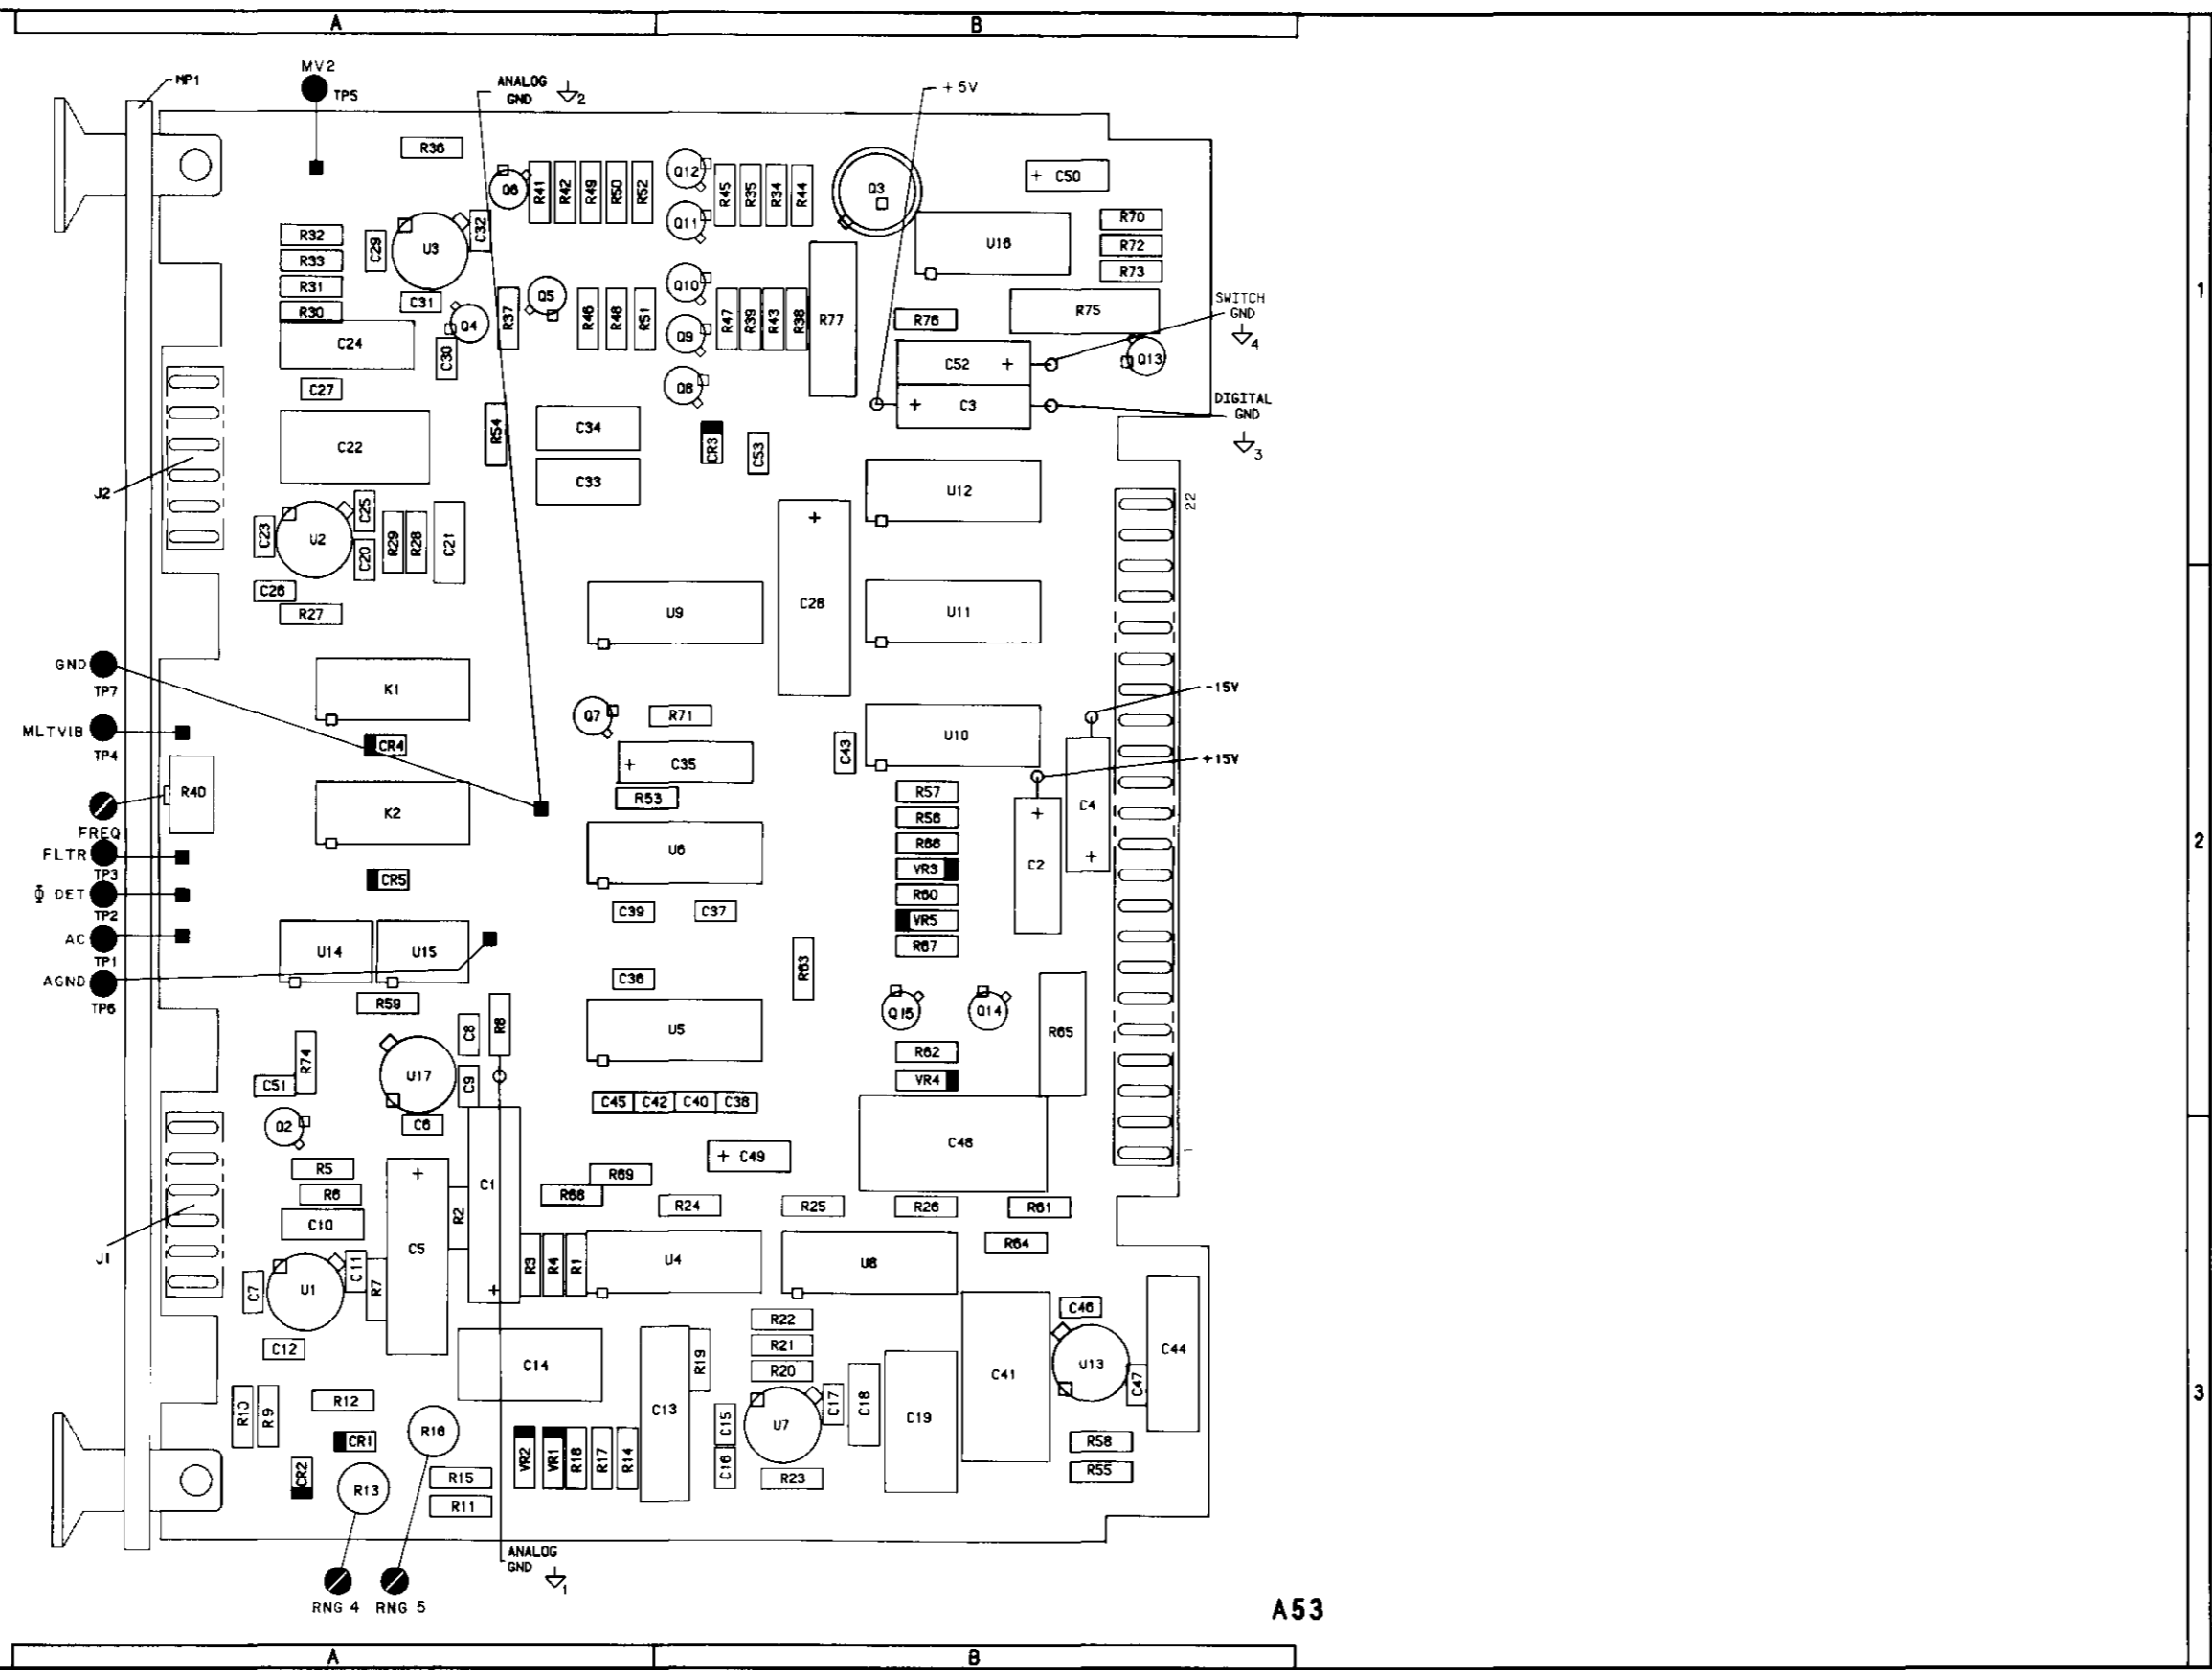 A B
MP1
MV2
TP5
ANALOG
GND
2
+5V
R36
Q6
R41
R42
R49
R50
R52
Q12
R45
R35
R34
R44
Q3
+ C50
Q11
R32
C29
U3
C32
U16
R70
R33
R72
R31
C31
Q5
Q10
R73
1
R30
Q4
R37
R46
R48
R51
Q9
R47
R39
R43
R38
R77
R76
R75
SWITCH
GND
4
C24
C30
C52 +
Q13
C27
Q8
+ C3
DIGITAL
GND
3
C22
R54
C34
CR3
C53
J2
C33
U12
22
C23
U2
C25
C20
R29
R28
C21
+
C28
C26
R27
U9
U11
GND
TP7
K1
-15V
MLTVIB
TP4
Q7
R71
U10
CR4
+ C35
C43
+15V
R40
R53
R57
FREQ
K2
R56
+
C2
C4
+
2
FLTR
TP3
U6
R66
VR3
Φ DET
TP2
CR5
R60
C39
C37
VR5
AC
TP1
U14
U15
R67
AGND
TP6
C36
R63
R59
Q15
Q14
R74
C8
R8
U5
R65
C51
U17
C9
R62
VR4
C45
C42
C40
C38
Q2
C6
C48
+ C49
1
R5
+
C5
R69
R6
R2
C1
+
R68
R24
R25
R26
R61
C10
J1
R64
C7
U1
C11
R7
R3
R4
R1
U4
U8
C46
R22
C12
C14
R19
R21
U13
C44
R20
C41
C47
3
R10
R9
R12
C13
C15
U7
C17
C18
C19
CR1
R16
VR2
VR1
R18
R17
R14
R58
CR2
R13
R15
C16
R23
R55
R11
ANALOG
GND
1
RNG 4 RNG 5
A53
A B